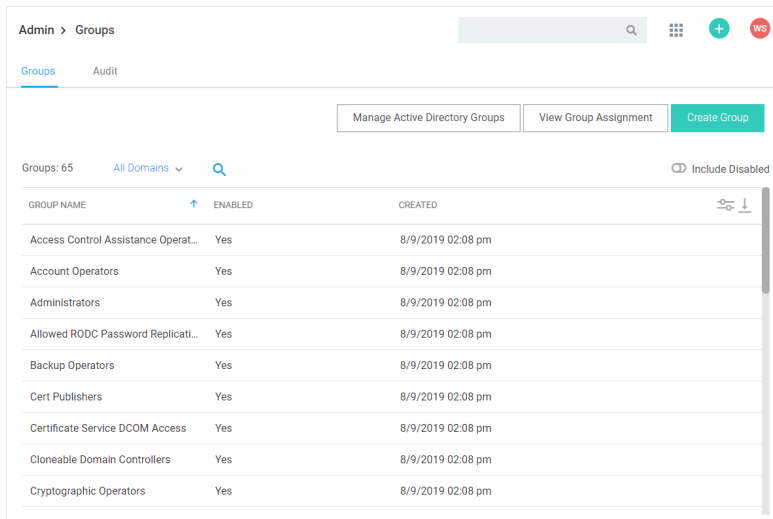 Admin > Groups
WS
Groups Audit
Manage Active Directory Groups View Group Assignment Create Group
Groups: 65 All Domains Include Disabled
GROUP NAME ENABLED CREATED
Access Control Assistance Operat... Yes 8/9/2019 02:08 pm
Account Operators Yes 8/9/2019 02:08 pm
Administrators Yes 8/9/2019 02:08 pm
Allowed RODC Password Replicati... Yes 8/9/2019 02:08 pm
Backup Operators Yes 8/9/2019 02:08 pm
Cert Publishers Yes 8/9/2019 02:08 pm
Certificate Service DCOM Access Yes 8/9/2019 02:08 pm
Cloneable Domain Controllers Yes 8/9/2019 02:08 pm
Cryptographic Operators Yes 8/9/2019 02:08 pm